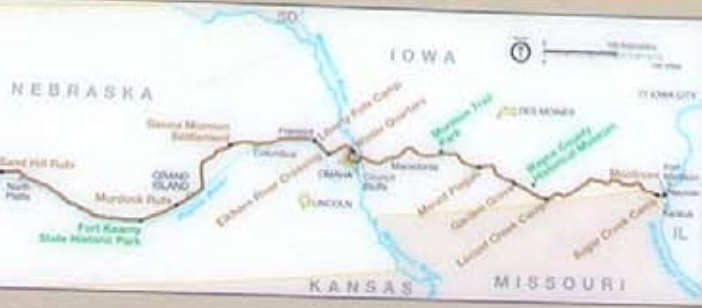 SD
IOWA
NEBRASKA
TO IOWA CITY
DES MOINES
Mormon Trail
Park
Wayne County
Historical Museum
Liberty Pole Camp
Winter Quarters
Genoa Mormon
Settlement
Fremont
Columbus
Elkhorn River Crossing
OMAHA
Council
Bluffs
Macedonia
Sand Hill Ruts
North
Platte
GRAND
ISLAND
Murdock Ruts
Platte River
LINCOLN
Fort Kearny
State Historic Park
Mount Pisgah
Garden Grove
Locust Creek Camp
Sugar Creek Camp
Fort
Madison
Nauvoo
Keokuk
IL
KANSAS
MISSOURI